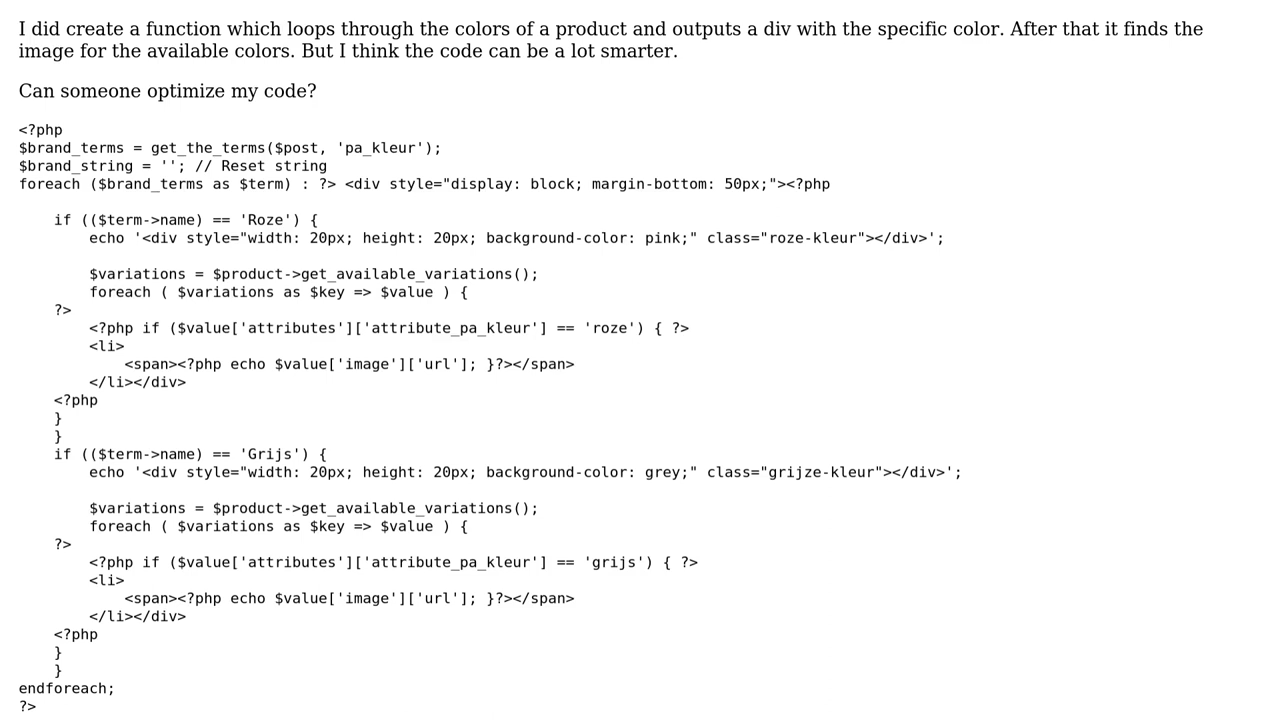 I did create a function which loops through the colors of a product and outputs a div with the specific color. After that it finds the
image for the available colors. But I think the code can be a lot smarter.
Can someone optimize my code?
<?php
$brand_terms = get_the_terms($post, 'pa_kleur');
$brand_string = ''; // Reset string
foreach ($brand_terms as $term) : ?> <div style="display: block; margin-bottom: 50px;"><?php
    if (($term->name) == 'Roze') {
        echo '<div style="width: 20px; height: 20px; background-color: pink;" class="roze-kleur"></div>';
        $variations = $product->get_available_variations();
        foreach ( $variations as $key => $value ) {
    ?>
        <?php if ($value['attributes']['attribute_pa_kleur'] == 'roze') { ?>
        <li>
            <span><?php echo $value['image']['url']; }?></span>
        </li></div>
    <?php
    }
    }
    if (($term->name) == 'Grijs') {
        echo '<div style="width: 20px; height: 20px; background-color: grey;" class="grijze-kleur"></div>';
        $variations = $product->get_available_variations();
        foreach ( $variations as $key => $value ) {
    ?>
        <?php if ($value['attributes']['attribute_pa_kleur'] == 'grijs') { ?>
        <li>
            <span><?php echo $value['image']['url']; }?></span>
        </li></div>
    <?php
    }
    }
endforeach;
?>